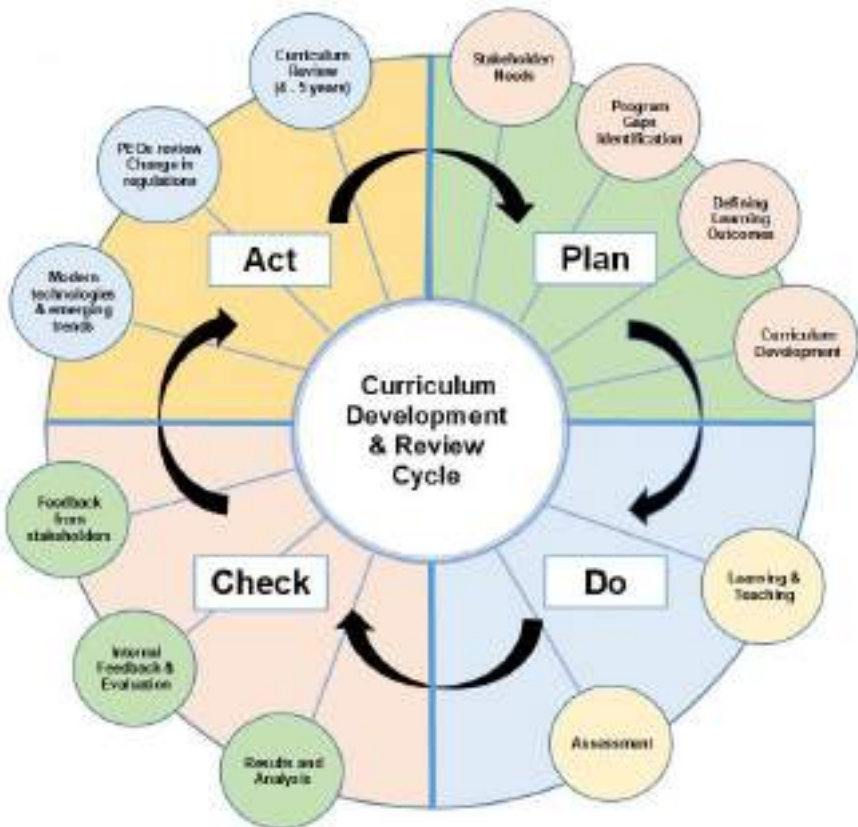 Curriculum
Review
(4 - 5 years)
Stakeholder
Needs
Program
Gaps
Identification
PEOs review
Change in
regulations
Defining
Learning
Outcomes
Act
Plan
Modern
technologies
& emerging
trends
Curriculum
Development
Curriculum
Development
& Review
Cycle
Feedback
from
stakeholders
Check
Do
Learning &
Teaching
Internal
Feedback &
Evaluation
Assessment
Results and
Analysis